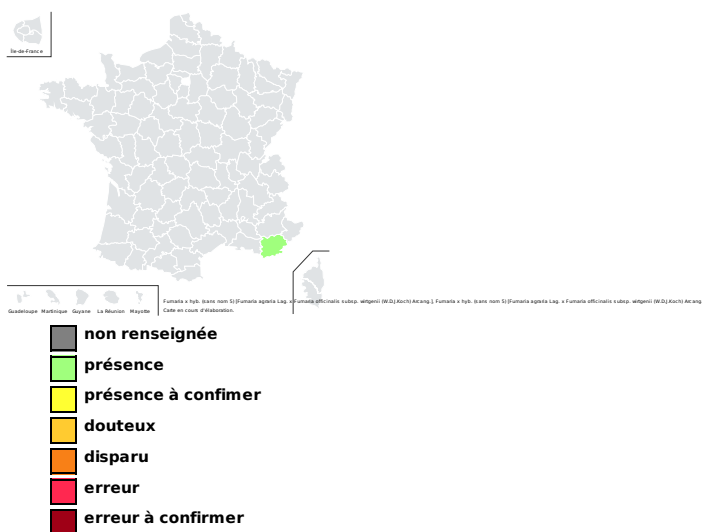 Île-de-France
Guadeloupe Martinique Guyane La Réunion Mayotte
Fumaria x hyb. (sans nom 5) [Fumaria agraria Lag. x Fumaria officinalis subsp. wirtgenii (W.D.J.Koch) Arcang.], Fumaria x hyb. (sans nom 5) [Fumaria agraria Lag. x Fumaria officinalis subsp. wirtgenii (W.D.J.Koch) Arcang
Carte en cours d'élaboration.
non renseignée
présence
présence à confimer
douteux
disparu
erreur
erreur à confirmer